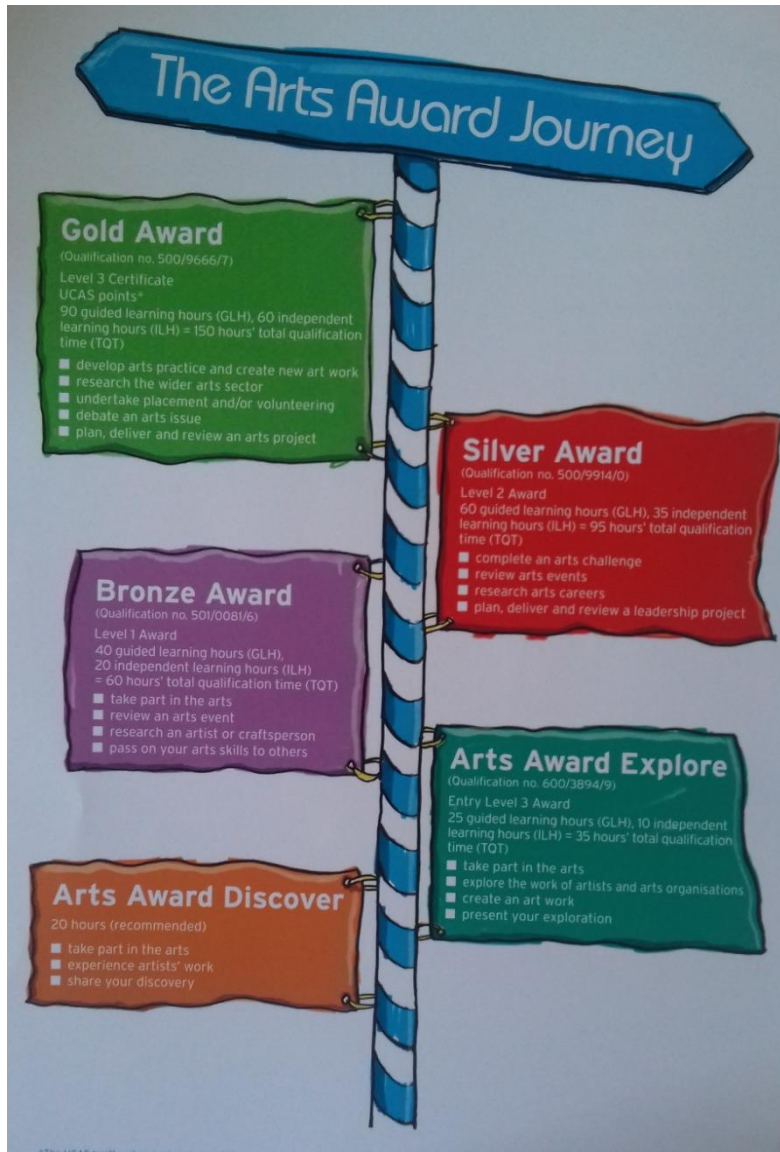 The Arts Award Journey
Gold Award
(Qualification no. 500/9666/7)
Level 3 Certificate
UCAS points*
90 guided learning hours (GLH), 60 independent
learning hours (ILH) = 150 hours' total qualification
time (TQT)
■ develop arts practice and create new art work
■ research the wider arts sector
■ undertake placement and/or volunteering
■ debate an arts issue
■ plan, deliver and review an arts project
Silver Award
(Qualification no. 500/9914/0)
Level 2 Award
60 guided learning hours (GLH), 35 independent
learning hours (ILH) = 95 hours' total qualification
time (TQT)
■ complete an arts challenge
■ review arts events
■ research arts careers
■ plan, deliver and review a leadership project
Bronze Award
(Qualification no. 501/0081/6)
Level 1 Award
40 guided learning hours (GLH),
20 independent learning hours (ILH)
= 60 hours' total qualification time (TQT)
■ take part in the arts
■ review an arts event
■ research an artist or craftsperson
■ pass on your arts skills to others
Arts Award Explore
(Qualification no. 600/3894/9)
Entry Level 3 Award
25 guided learning hours (GLH), 10 independent
learning hours (ILH) = 35 hours' total qualification
time (TQT)
■ take part in the arts
■ explore the work of artists and arts organisations
■ create an art work
■ present your exploration
Arts Award Discover
20 hours (recommended)
■ take part in the arts
■ experience artists' work
■ share your discovery